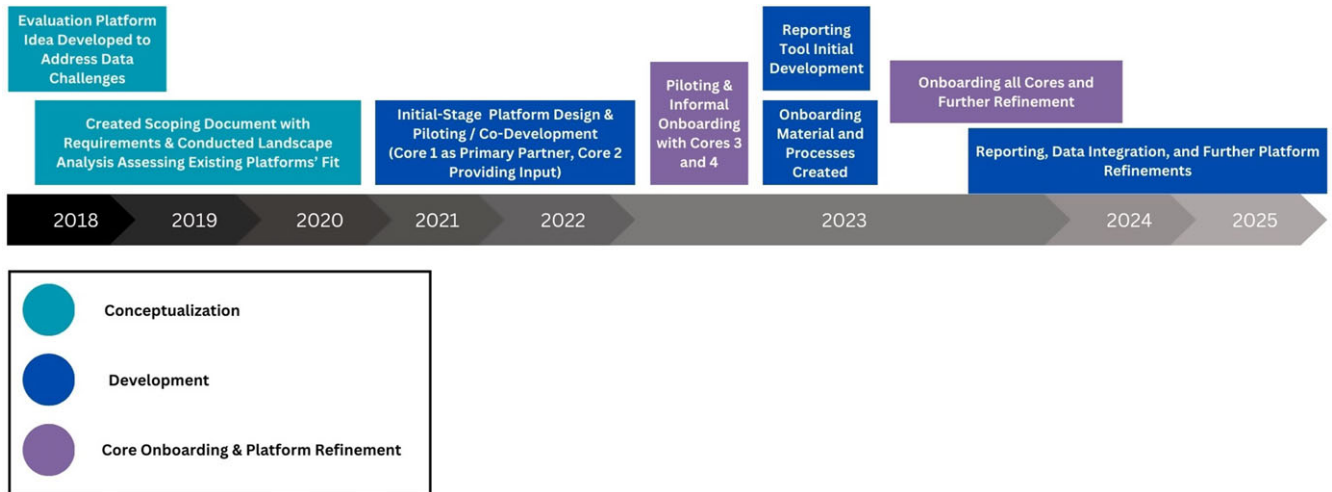 Evaluation Platform
Idea Developed to
Address Data
Challenges
Created Scoping Document with
Requirements & Conducted Landscape
Analysis Assessing Existing Platforms' Fit
Initial-Stage Platform Design &
Piloting / Co-Development
(Core 1 as Primary Partner, Core 2
Providing Input)
Piloting &
Informal
Onboarding
with Cores 3
and 4
Reporting
Tool Initial
Development
Onboarding
Material and
Processes
Created
Onboarding all Cores and
Further Refinement
Reporting, Data Integration, and Further Platform
Refinements
2018
2019
2020
2021
2022
2023
2024
2025
Conceptualization
Development
Core Onboarding & Platform Refinement